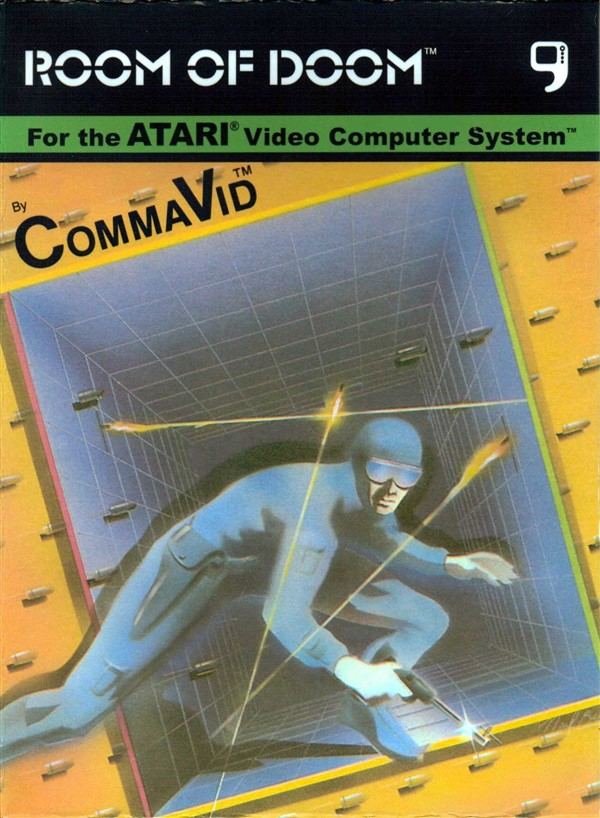 ROOM OF DOOM™
For the ATARI® Video Computer System™
By
COMMAVID™